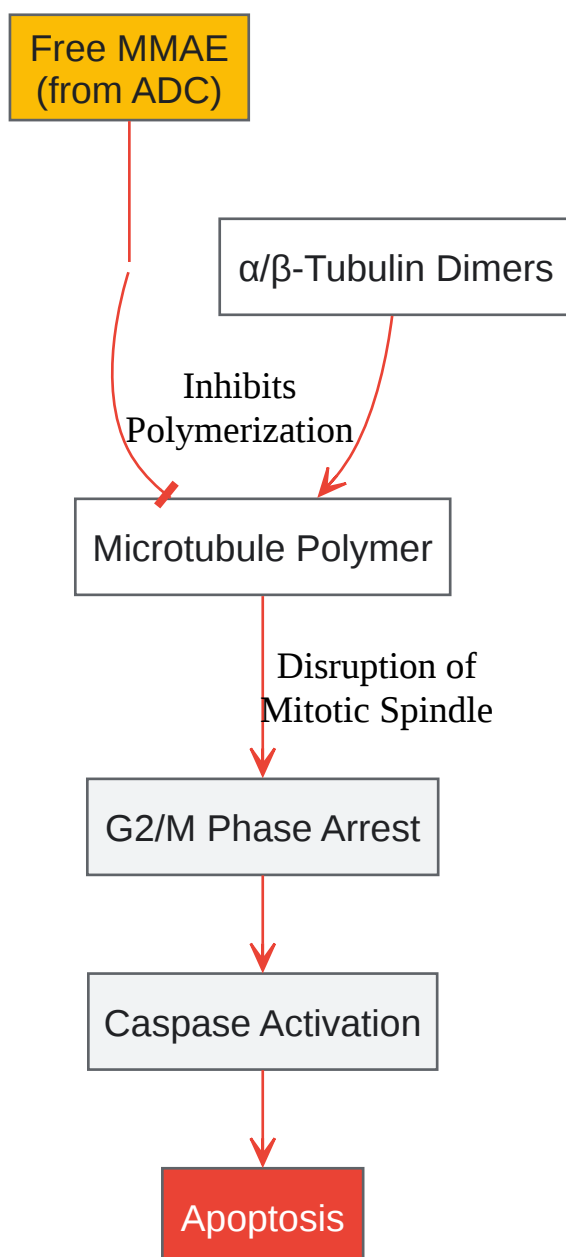 Free MMAE
(from ADC)
α/β-Tubulin Dimers
Inhibits
Polymerization
Microtubule Polymer
Disruption of
Mitotic Spindle
G2/M Phase Arrest
Caspase Activation
Apoptosis